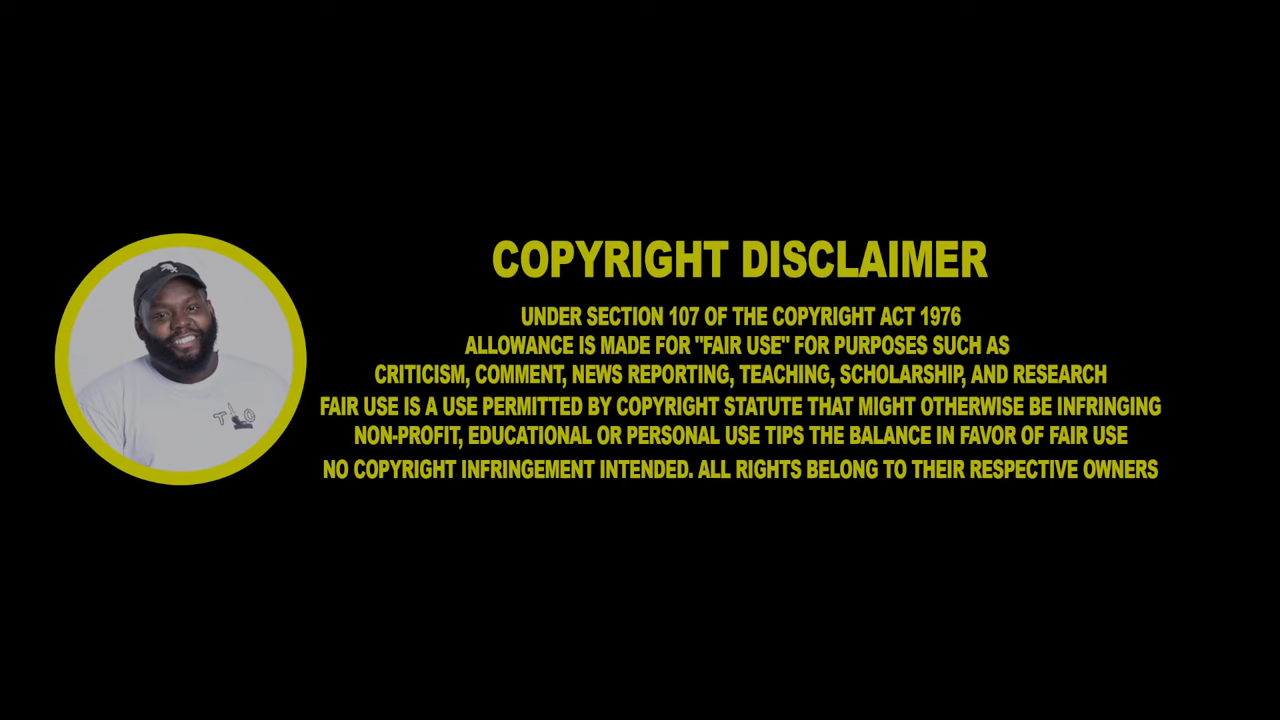 COPYRIGHT DISCLAIMER
UNDER SECTION 107 OF THE COPYRIGHT ACT 1976
ALLOWANCE IS MADE FOR "FAIR USE" FOR PURPOSES SUCH AS
CRITICISM, COMMENT, NEWS REPORTING, TEACHING, SCHOLARSHIP, AND RESEARCH
FAIR USE IS A USE PERMITTED BY COPYRIGHT STATUTE THAT MIGHT OTHERWISE BE INFRINGING
NON-PROFIT, EDUCATIONAL OR PERSONAL USE TIPS THE BALANCE IN FAVOR OF FAIR USE
NO COPYRIGHT INFRINGEMENT INTENDED. ALL RIGHTS BELONG TO THEIR RESPECTIVE OWNERS